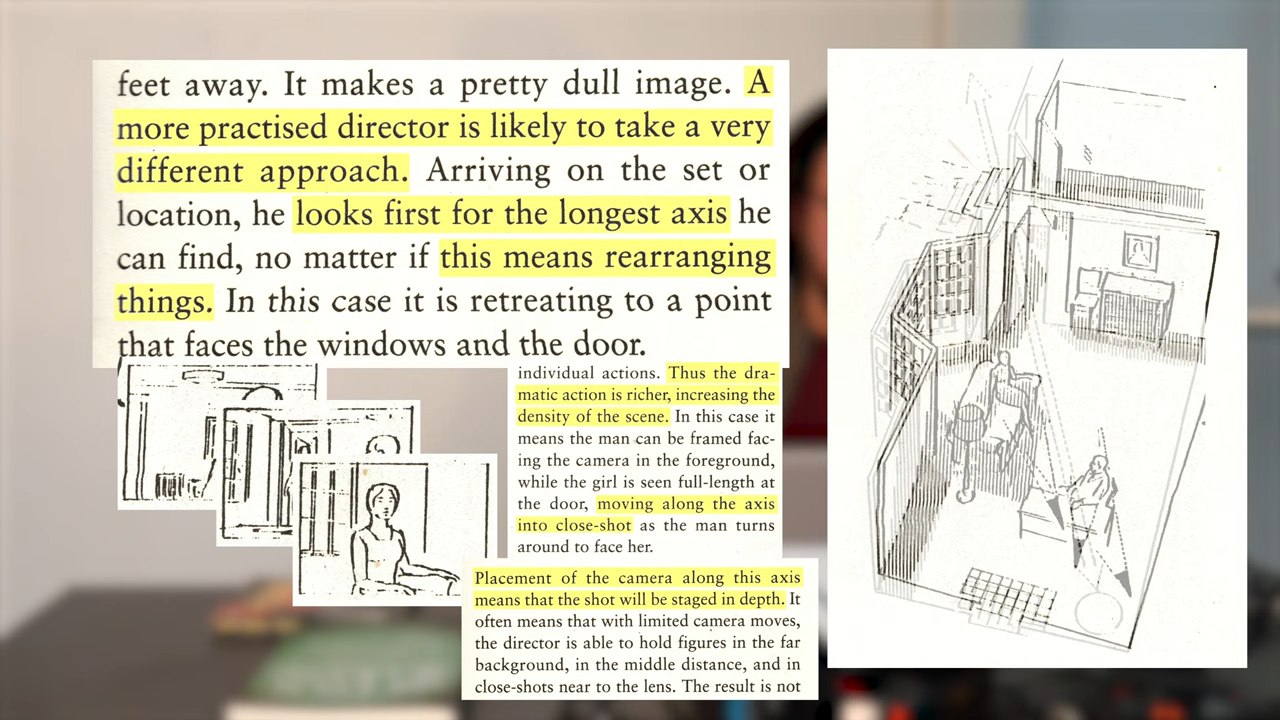 feet away. It makes a pretty dull image. A
more practised director is likely to take a very
different approach. Arriving on the set or
location, he looks first for the longest axis he
can find, no matter if this means rearranging
things. In this case it is retreating to a point
that faces the windows and the door.
individual actions. Thus the dra-
matic action is richer, increasing the
density of the scene. In this case it
means the man can be framed fac-
ing the camera in the foreground,
while the girl is seen full-length at
the door, moving along the axis
into close-shot as the man turns
around to face her.
Placement of the camera along this axis
means that the shot will be staged in depth. It
often means that with limited camera moves,
the director is able to hold figures in the far
background, in the middle distance, and in
close-shots near to the lens. The result is not